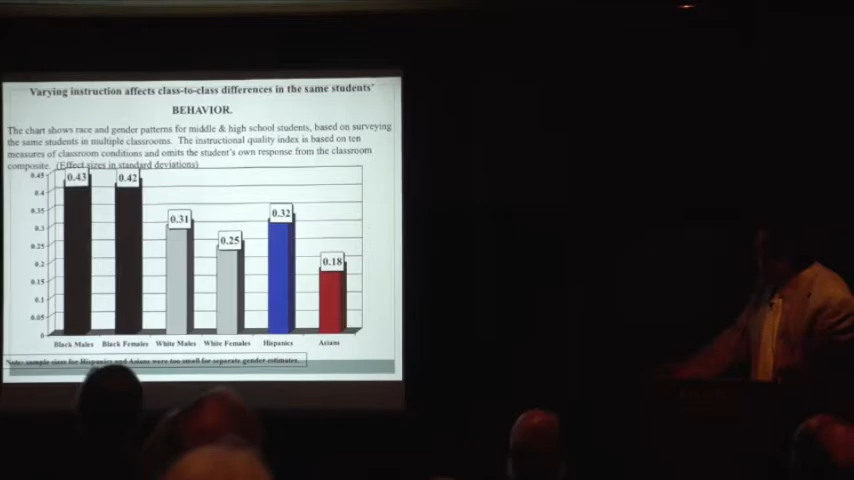 Varying instruction affects class-to-class differences in the same students'
BEHAVIOR.
The chart shows race and gender patterns for middle & high school students, based on surveying
the same students in multiple classrooms. The instructional quality index is based on ten
measures of classroom conditions and omits the student's own response from the classroom
composite. (Effect sizes in standard deviations)
0.45
0.4
0.35
0.3
0.25
0.2
0.15
0.1
0.05
0
0.43
0.42
0.31
0.25
0.32
0.18
Black Males Black Females White Males White Females Hispanics Asians
Note: sample sizes for Hispanics and Asians were too small for separate gender estimates.